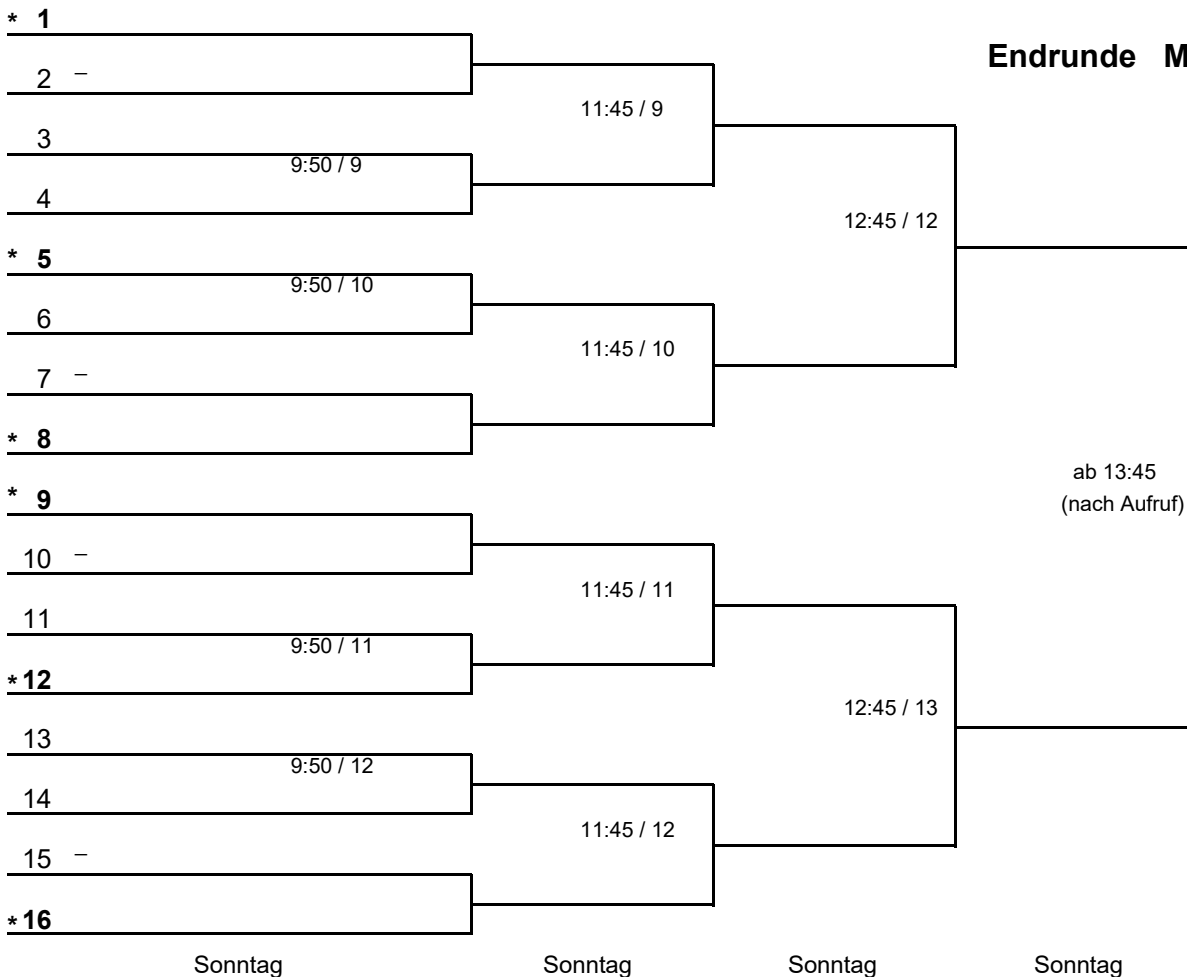 * 1
Endrunde M
2 –
11:45 / 9
3
9:50 / 9
4
12:45 / 12
* 5
9:50 / 10
6
11:45 / 10
7 –
* 8
ab 13:45
(nach Aufruf)
* 9
10 –
11:45 / 11
11
9:50 / 11
* 12
12:45 / 13
13
9:50 / 12
14
11:45 / 12
15 –
* 16
Sonntag Sonntag Sonntag Sonntag